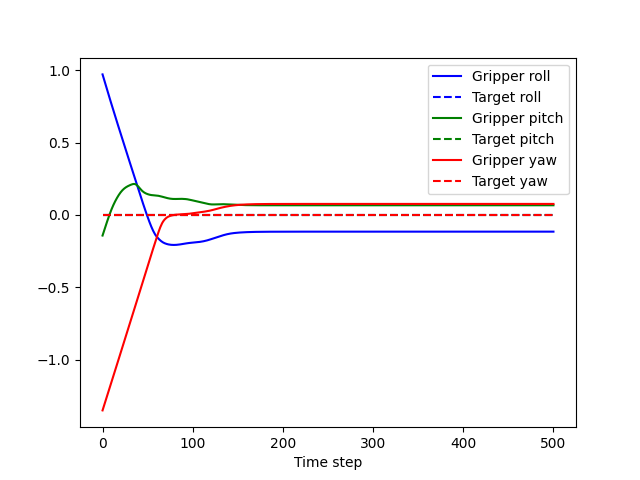 1.0
0.5
0.0
−0.5
−1.0
Gripper roll
Target roll
Gripper pitch
Target pitch
Gripper yaw
Target yaw
0 100 200 300 400 500
Time step